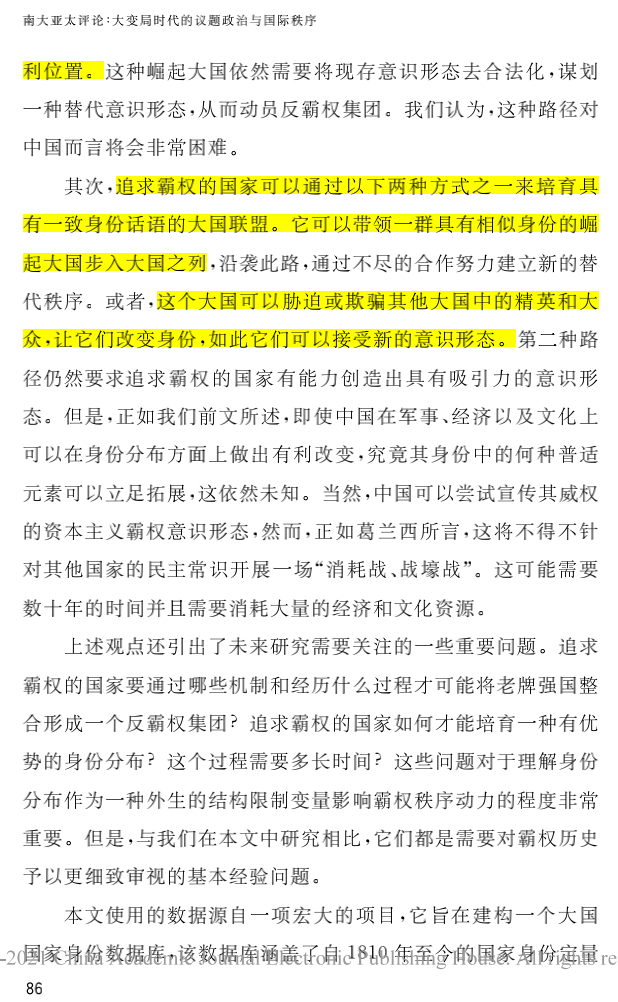 南大亚太评论:大变局时代的议题政治与国际秩序
利位置。这种崛起大国依然需要将现存意识形态去合法化,谋划
一种替代意识形态,从而动员反霸权集团。我们认为,这种路径对
中国而言将会非常困难。
其次,追求霸权的国家可以通过以下两种方式之一来培育具
有一致身份话语的大国联盟。它可以带领一群具有相似身份的崛
起大国步入大国之列,沿袭此路,通过不尽的合作努力建立新的替
代秩序。或者,这个大国可以胁迫或欺骗其他大国中的精英和大
众,让它们改变身份,如此它们可以接受新的意识形态。第二种路
径仍然要求追求霸权的国家有能力创造出具有吸引力的意识形
态。但是,正如我们前文所述,即使中国在军事、经济以及文化上
可以在身份分布方面上做出有利改变,究竟其身份中的何种普适
元素可以立足拓展,这依然未知。当然,中国可以尝试宣传其威权
的资本主义霸权意识形态,然而,正如葛兰西所言,这将不得不针
对其他国家的民主常识开展一场“消耗战、战壕战”。这可能需要
数十年的时间并且需要消耗大量的经济和文化资源。
上述观点还引出了未来研究需要关注的一些重要问题。追求
霸权的国家要通过哪些机制和经历什么过程才可能将老牌强国整
合形成一个反霸权集团?追求霸权的国家如何才能培育一种有优
势的身份分布?这个过程需要多长时间?这些问题对于理解身份
分布作为一种外生的结构限制变量影响霸权秩序动力的程度非常
重要。但是,与我们在本文中研究相比,它们都是需要对霸权历史
予以更细致审视的基本经验问题。
本文使用的数据源自一项宏大的项目,它旨在建构一个大国
国家身份数据库,该数据库涵盖了自 1810 年至今的国家身份定量
-2021 China Academic Journal Electronic Publishing House. All rights re
86